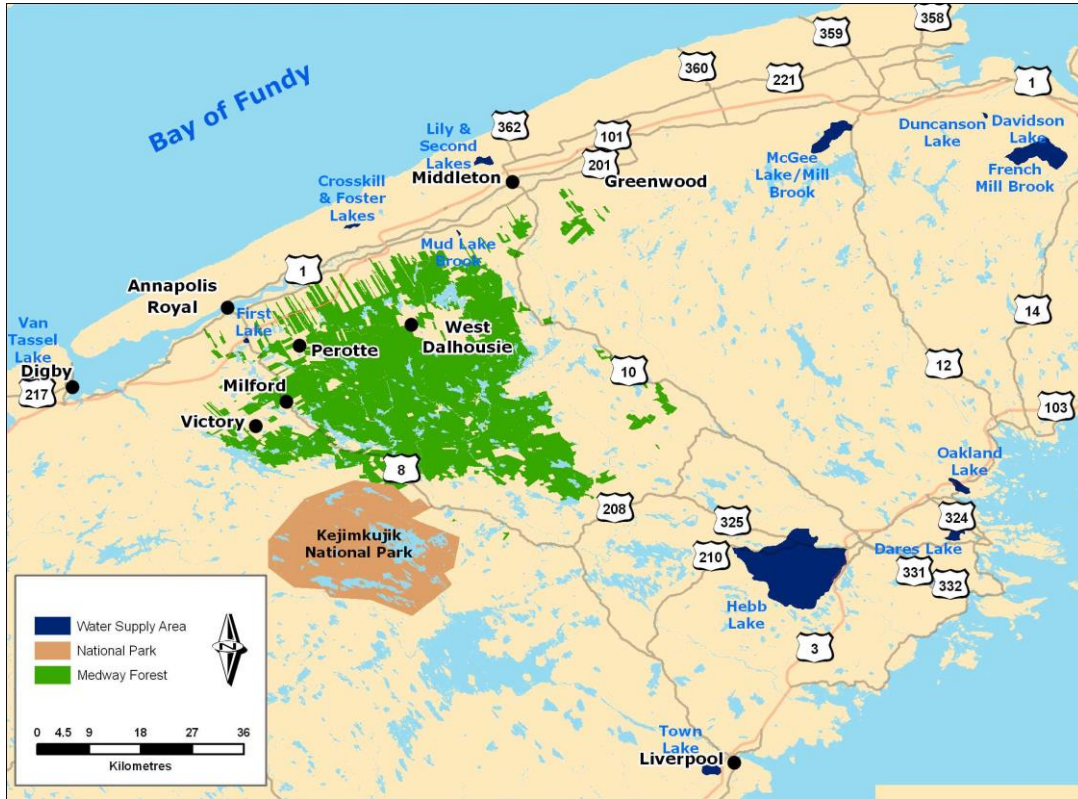 358
359
360
221
1
Bay of Fundy
362
Lily &
Second
Lakes
101
201
Middleton
Greenwood
McGee
Lake/Mill
Brook
Duncanson
Lake
Davidson
Lake
French
Mill Brook
Crosskill
& Foster
Lakes
Mud Lake
Brook
1
Annapolis
Royal
First
Lake
Van
Tassel
Lake
Digby
217
Perotte
West
Dalhousie
Milford
Victory
10
14
12
103
8
Oakland
Lake
208
325
324
210
Dares Lake
331
332
Kejimkujik
National Park
Hebb
Lake
3
Town
Lake
Liverpool
Water Supply Area
National Park
Medway Forest
N
0 4.5 9 18 27 36
Kilometres